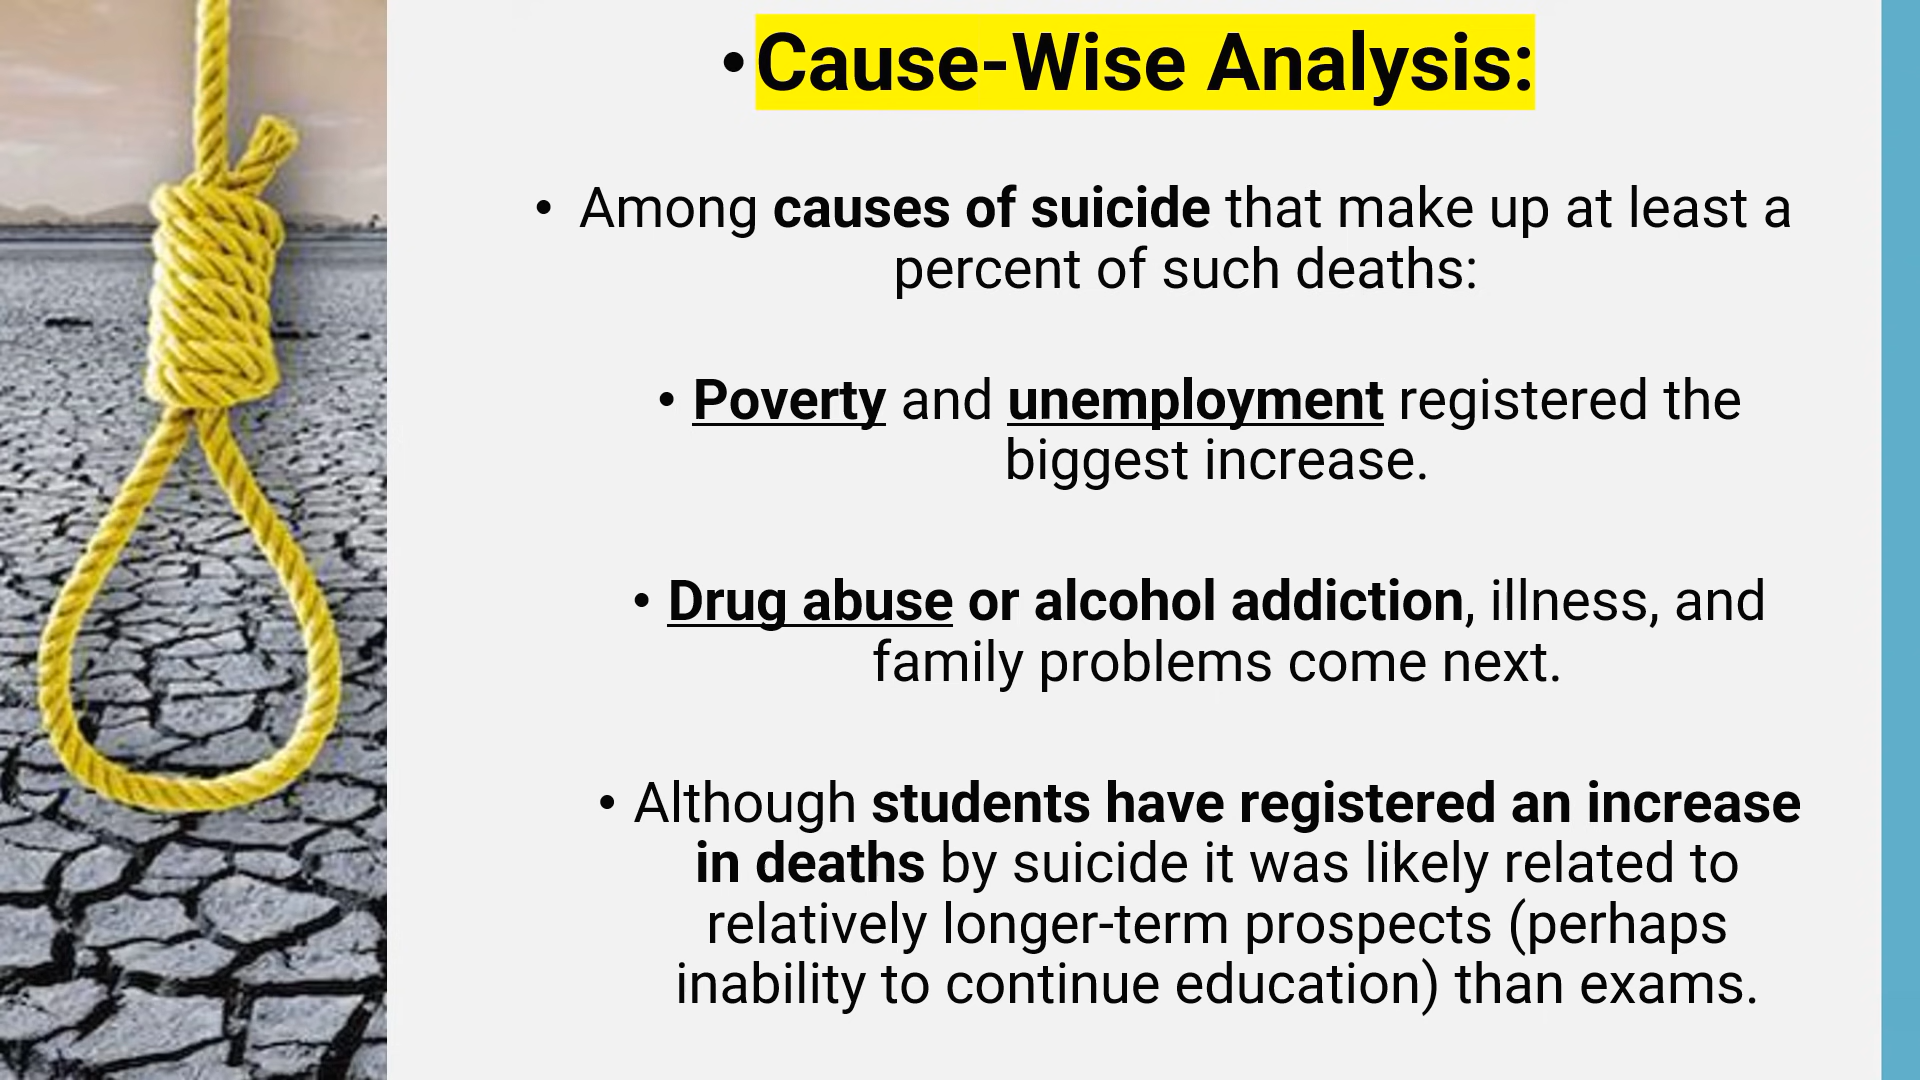 • Cause-Wise Analysis:
• Among causes of suicide that make up at least a
percent of such deaths:
• Poverty and unemployment registered the
biggest increase.
• Drug abuse or alcohol addiction, illness, and
family problems come next.
• Although students have registered an increase
in deaths by suicide it was likely related to
relatively longer-term prospects (perhaps
inability to continue education) than exams.